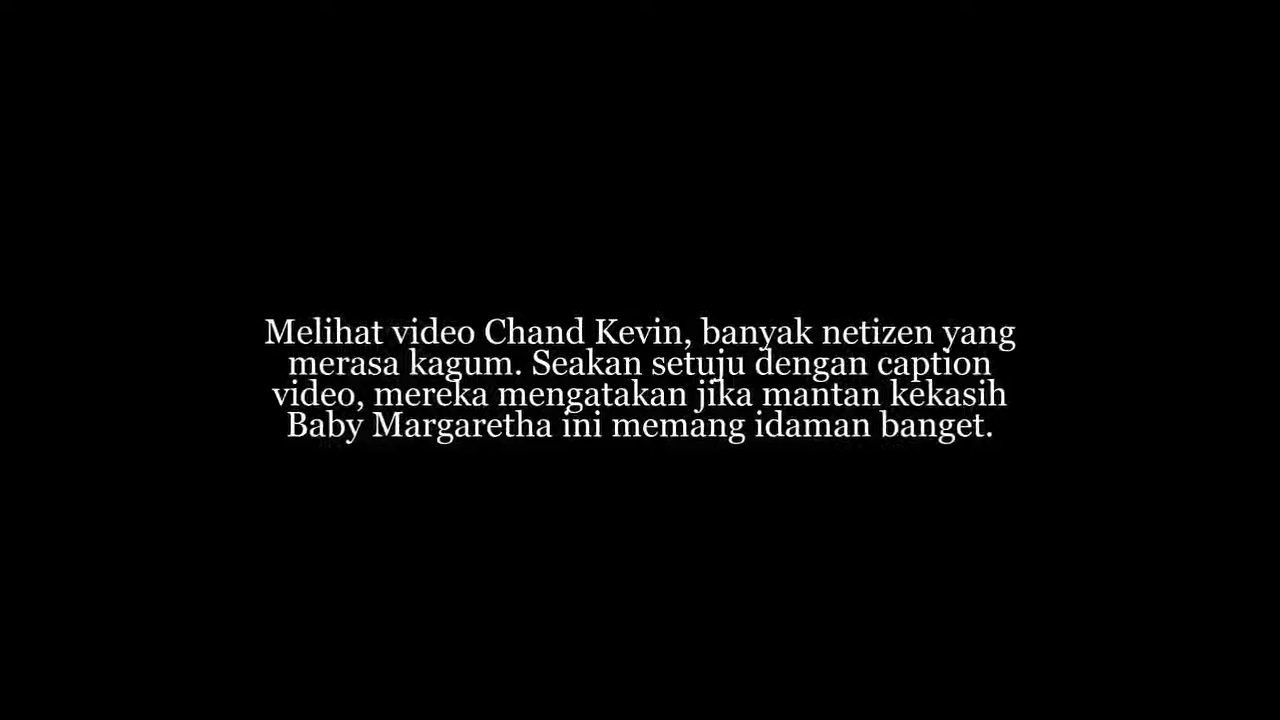 Melihat video Chand Kevin, banyak netizen yang
merasa kagum. Seakan setuju dengan caption
video, mereka mengatakan jika mantan kekasih
Baby Margaretha ini memang idaman banget.